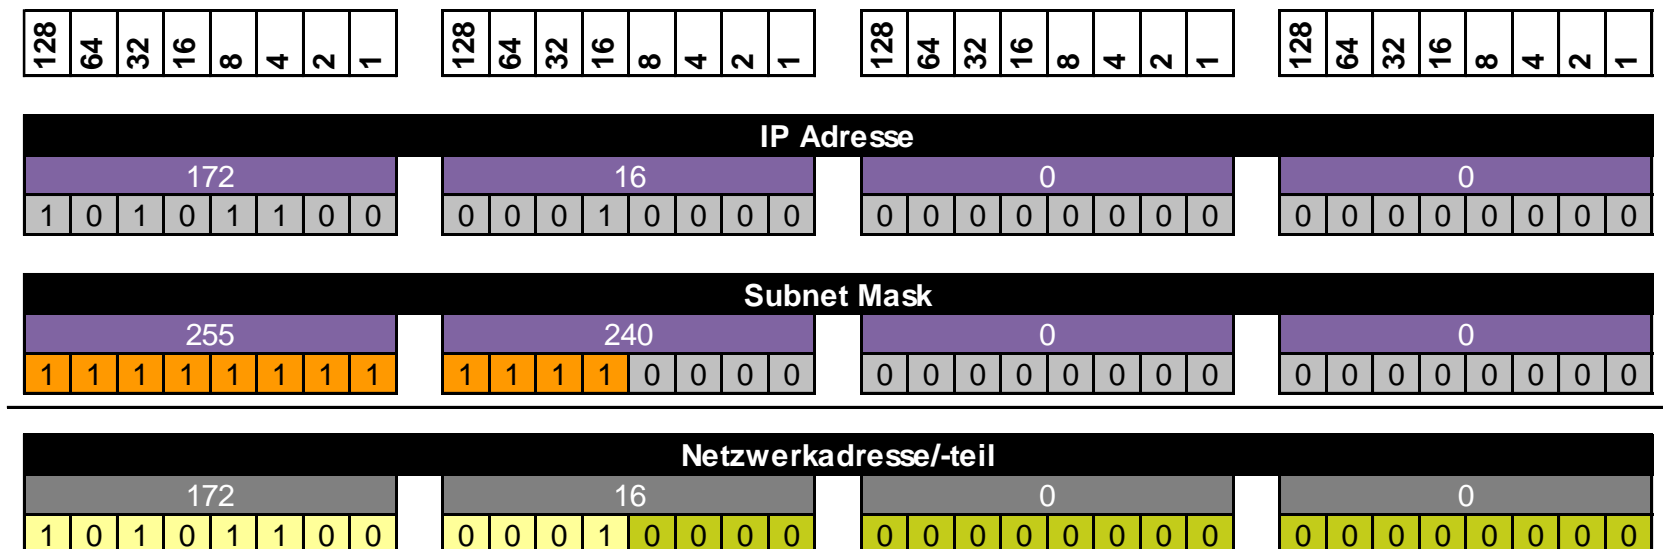 128 64 32 16 8 4 2 1 128 64 32 16 8 4 2 1 128 64 32 16 8 4 2 1 128 64 32 16 8 4 2 1
IP Adresse
172 16 0 0
1 0 1 0 1 1 0 0 0 0 0 1 0 0 0 0 0 0 0 0 0 0 0 0 0 0 0 0 0 0 0 0
Subnet Mask
255 240 0 0
1 1 1 1 1 1 1 1 1 1 1 1 0 0 0 0 0 0 0 0 0 0 0 0 0 0 0 0 0 0 0 0
Netzwerkadresse/-teil
172 16 0 0
1 0 1 0 1 1 0 0 0 0 0 1 0 0 0 0 0 0 0 0 0 0 0 0 0 0 0 0 0 0 0 0